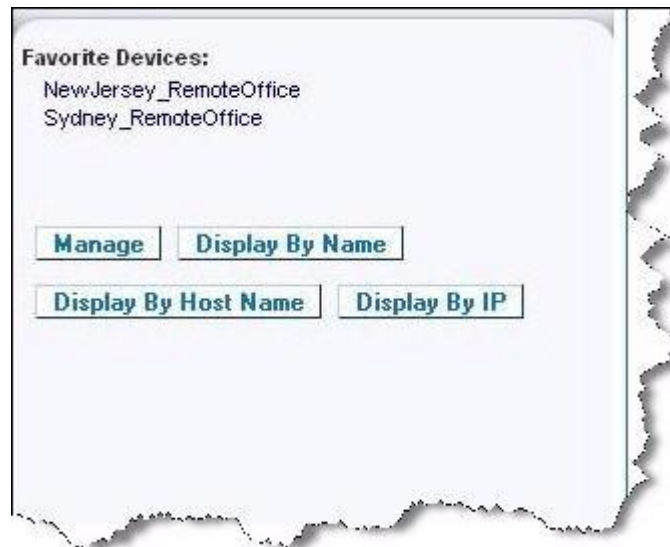 Favorite Devices:
NewJersey_RemoteOffice
Sydney_RemoteOffice
Manage Display By Name
Display By Host Name Display By IP